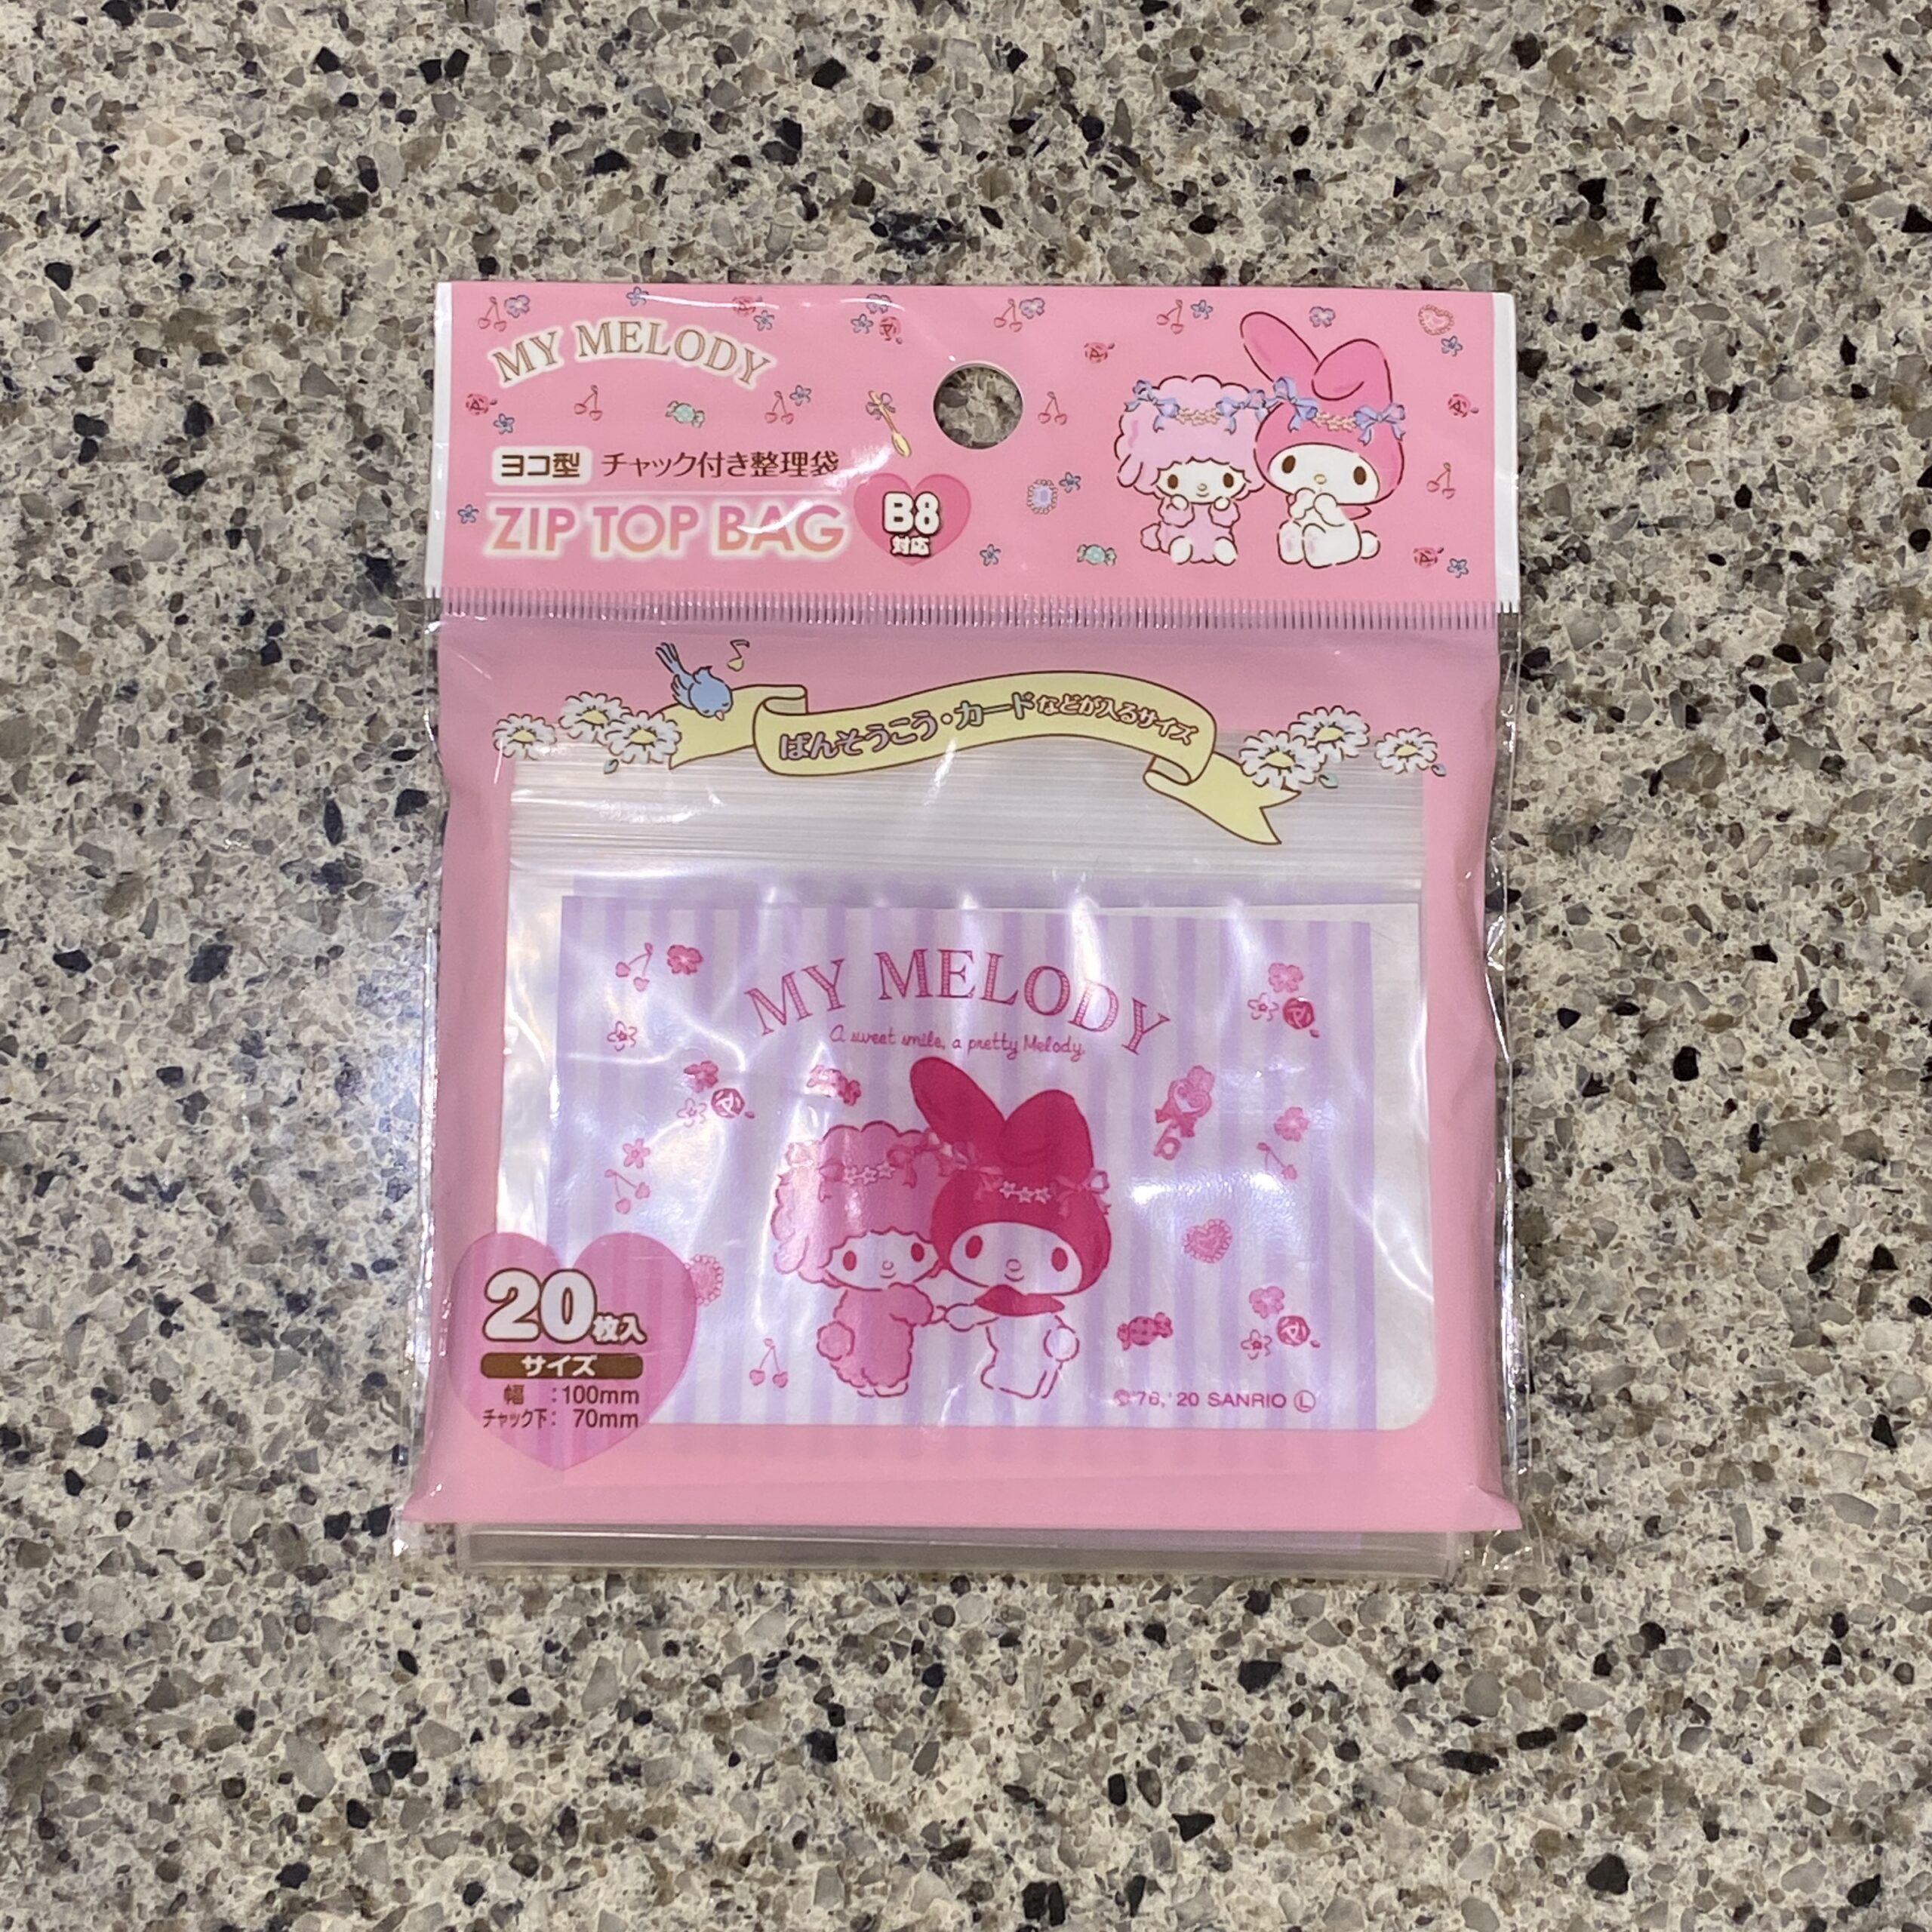 MY MELODY
ヨコ型 チャック付き整理袋
ZIP TOP BAG
B8
対応
ばんそうこう・カードなどが入るサイズ
MY MELODY
A sweet smile, a pretty Melody.
20枚入
サイズ
幅 :100mm
チャック下: 70mm
©'76, '20 SANRIO Ⓛ